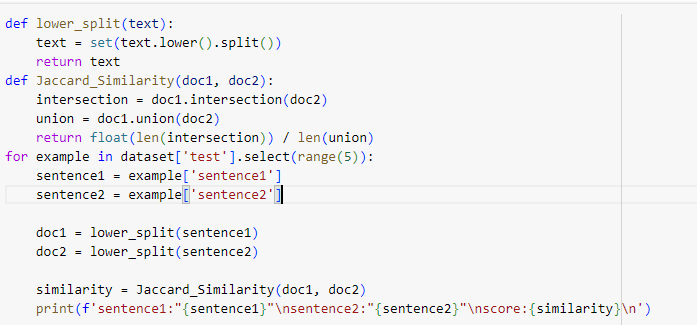 def lower_split(text):
    text = set(text.lower().split())
    return text
def Jaccard_Similarity(doc1, doc2):
    intersection = doc1.intersection(doc2)
    union = doc1.union(doc2)
    return float(len(intersection)) / len(union)
for example in dataset['test'].select(range(5)):
    sentence1 = example['sentence1']
    sentence2 = example['sentence2']
    doc1 = lower_split(sentence1)
    doc2 = lower_split(sentence2)
    similarity = Jaccard_Similarity(doc1, doc2)
    print(f'sentence1:"{sentence1}"\nsentence2:"{sentence2}"\nscore:{similarity}\n')